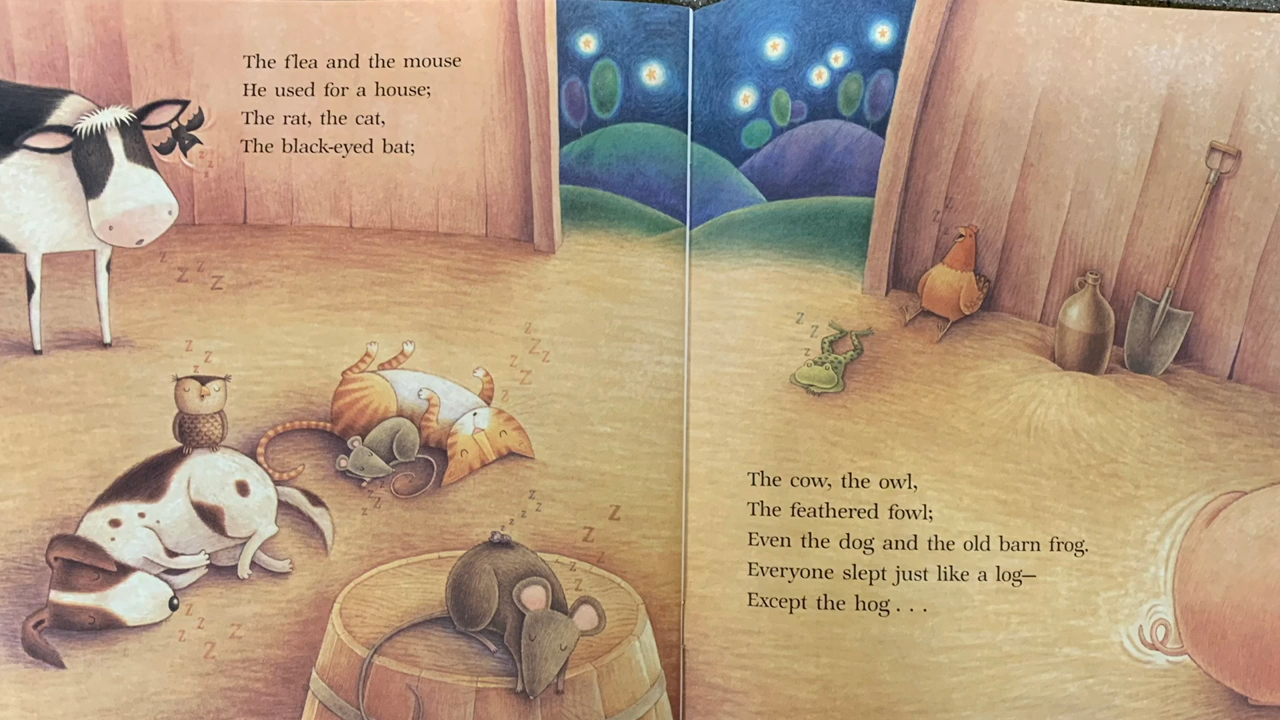 The flea and the mouse
He used for a house;
The rat, the cat,
The black-eyed bat;
z z z
z z z z
z z z
z z z z z
z z z
z z z z z
z z z z z
z z z z
z z
z z z
The cow, the owl,
The feathered fowl;
Even the dog and the old barn frog.
Everyone slept just like a log—
Except the hog . . .